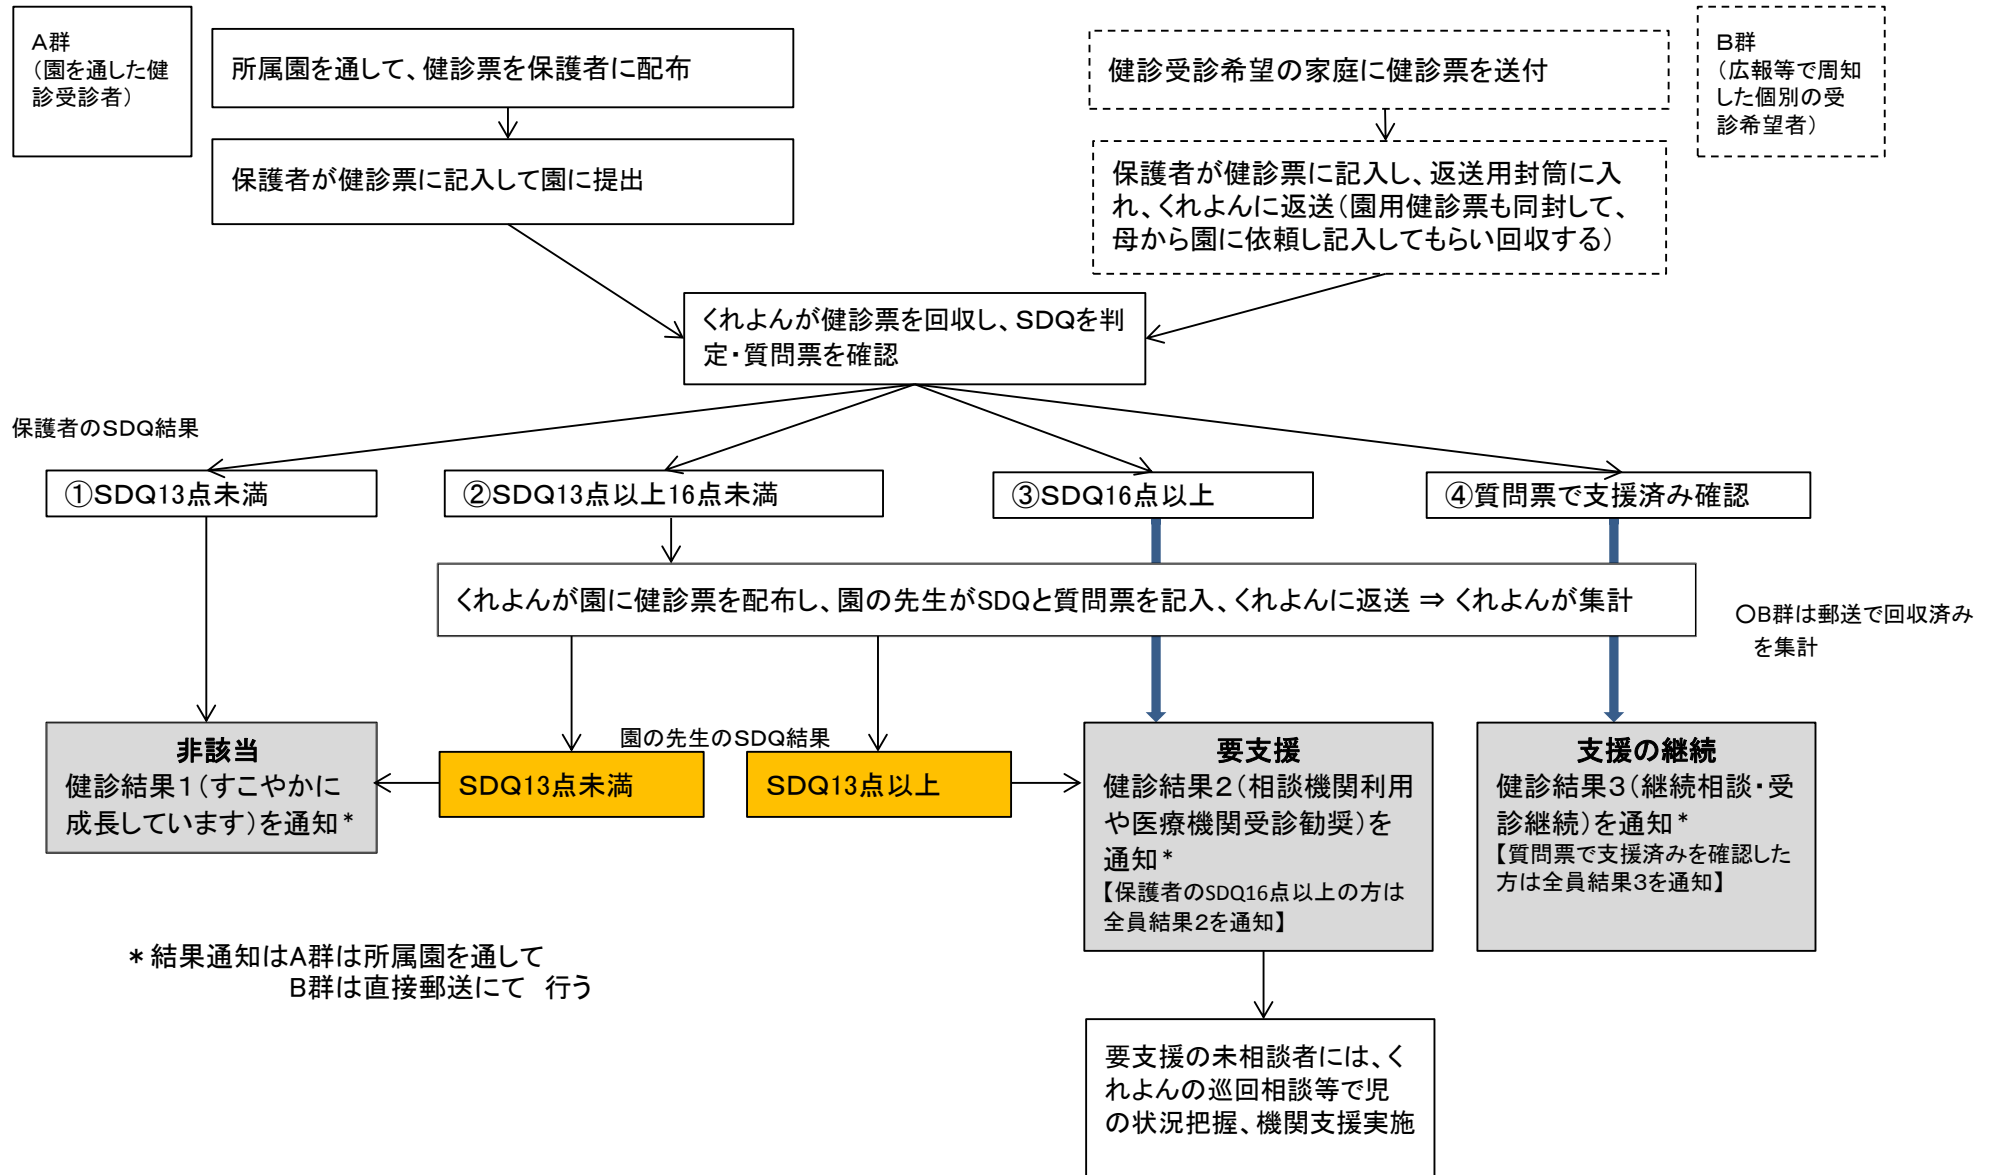 A群
（園を通した健
診受診者）
所属園を通して、健診票を保護者に配布
健診受診希望の家庭に健診票を送付
B群
（広報等で周知
した個別の受
診希望者）
保護者が健診票に記入して園に提出
保護者が健診票に記入し、返送用封筒に入
れ、くれよんに返送（園用健診票も同封して、
母から園に依頼し記入してもらい回収する）
くれよんが健診票を回収し、SDQを判
定・質問票を確認
保護者のSDQ結果
①SDQ13点未満
②SDQ13点以上16点未満
③SDQ16点以上
④質問票で支援済み確認
くれよんが園に健診票を配布し、園の先生がSDQと質問票を記入、くれよんに返送 ⇒ くれよんが集計
○B群は郵送で回収済み
を集計
園の先生のSDQ結果
非該当
健診結果１（すこやかに
成長しています）を通知*
SDQ13点未満
SDQ13点以上
要支援
健診結果２（相談機関利用
や医療機関受診勧奨）を
通知*
【保護者のSDQ16点以上の方は
全員結果２を通知】
支援の継続
健診結果３（継続相談・受
診継続）を通知*
【質問票で支援済みを確認した
方は全員結果３を通知】
＊結果通知はA群は所属園を通して
B群は直接郵送にて　行う
要支援の未相談者には、く
れよんの巡回相談等で児
の状況把握、機関支援実施